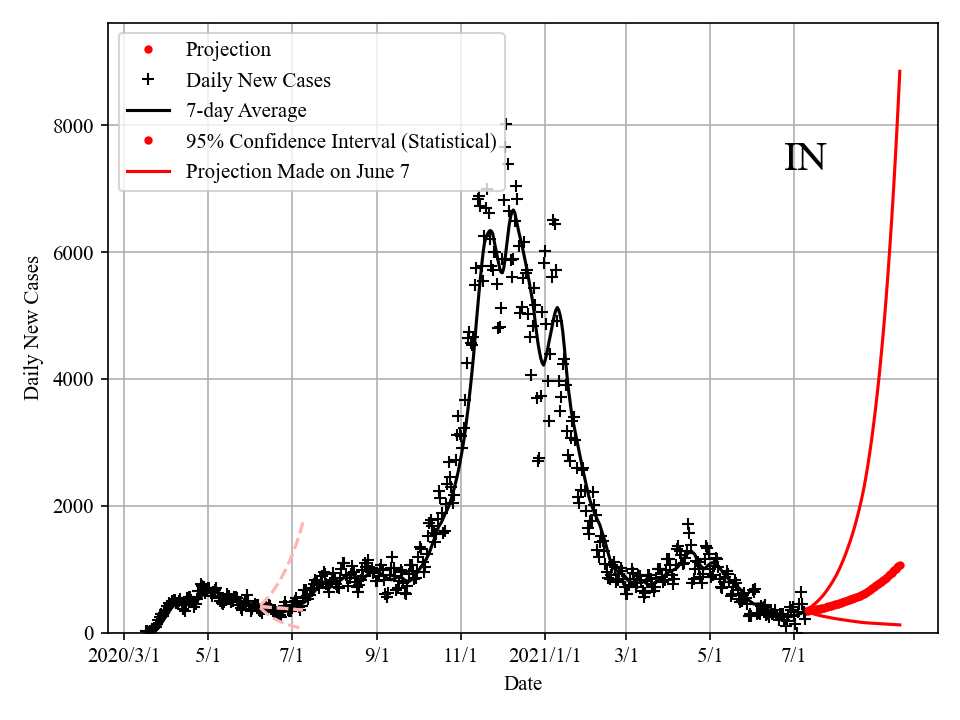 Projection
Daily New Cases
7-day Average
95% Confidence Interval (Statistical)
Projection Made on June 7
IN
8000
6000
4000
2000
0
Daily New Cases
2020/3/1 5/1 7/1 9/1 11/1 2021/1/1 3/1 5/1 7/1
Date